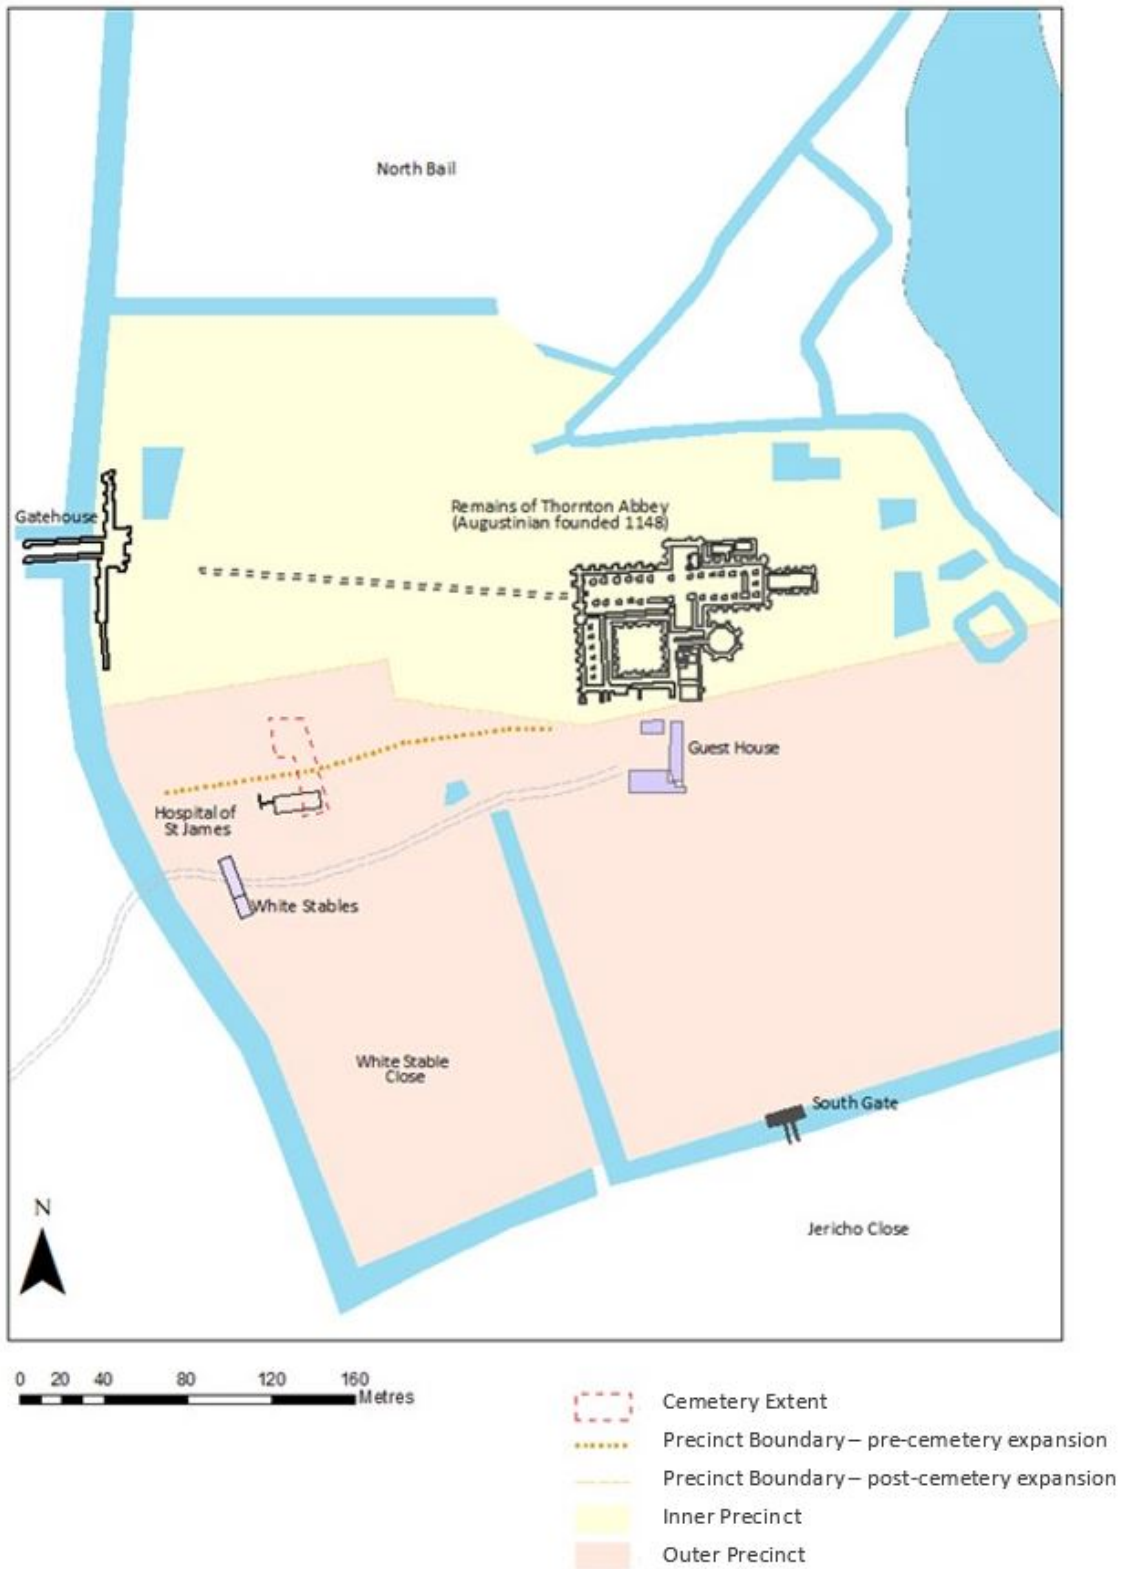 North Bail
Gatehouse
Remains of Thornton Abbey
(Augustinian founded 1148)
Guest House
Hospital of
St James
White Stables
White Stable
Close
South Gate
Jericho Close
N
0 20 40 80 120 160
Metres
Cemetery Extent
Precinct Boundary – pre-cemetery expansion
Precinct Boundary – post-cemetery expansion
Inner Precinct
Outer Precinct